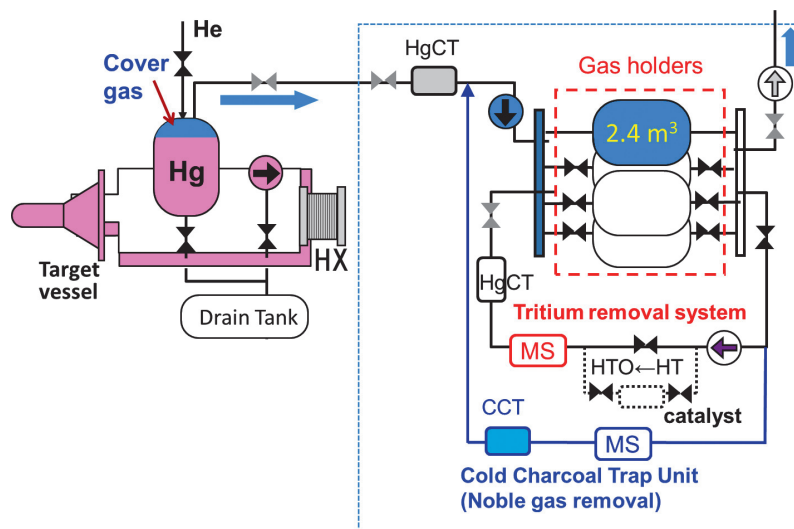 He
Cover
gas
Hg
HX
Target
vessel
Drain Tank
HgCT
Gas holders
2.4 m³
HgCT
Tritium removal system
MS
HTO←HT
catalyst
CCT
MS
Cold Charcoal Trap Unit
(Noble gas removal)